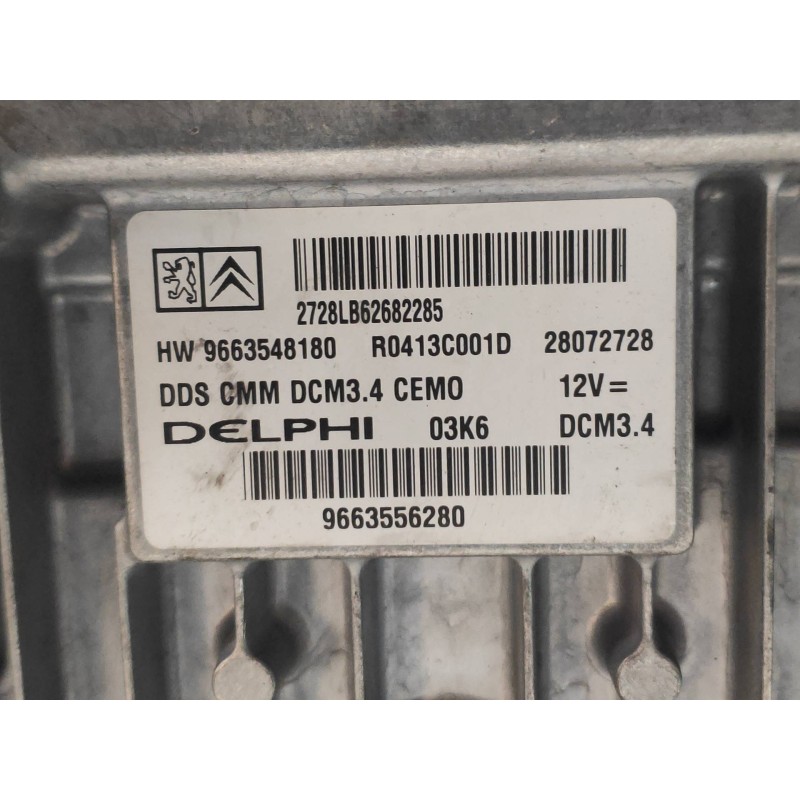 2728LB62682285
HW 9663548180 R0413C001D 28072728
DDS CMM DCM3.4 CEMO 12V=
DELPHI 03K6 DCM3.4
9663556280